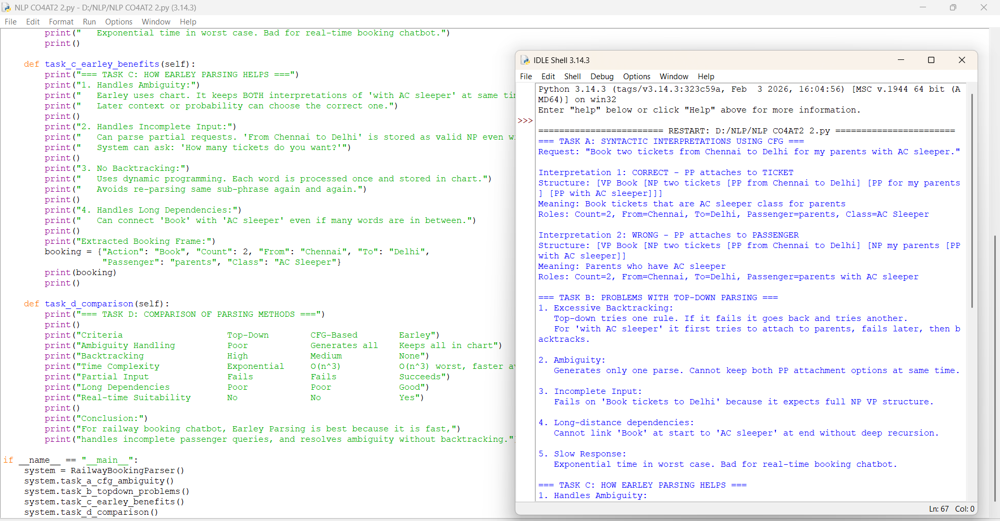 NLP CO4AT2 2.py - D:/NLP/NLP CO4AT2 2.py (3.14.3)
File Edit Format Run Options Window Help
        print("   Exponential time in worst case. Bad for real-time booking chatbot.")
        print()

    def task_c_earley_benefits(self):
        print("=== TASK C: HOW EARLEY PARSING HELPS ===")
        print("1. Handles Ambiguity:")
        print("   Earley uses chart. It keeps BOTH interpretations of 'with AC sleeper' at same
        print("   Later context or probability can choose the correct one.")
        print()
        print("2. Handles Incomplete Input:")
        print("   Can parse partial requests. 'From Chennai to Delhi' is stored as valid NP even
        print("   System can ask: 'How many tickets do you want?'")
        print()
        print("3. No Backtracking:")
        print("   Uses dynamic programming. Each word is processed once and stored in chart.")
        print("   Avoids re-parsing same sub-phrase again and again.")
        print()
        print("4. Handles Long Dependencies:")
        print("   Can connect 'Book' with 'AC sleeper' even if many words are in between.")
        print()
        print("Extracted Booking Frame:")
        booking = {"Action": "Book", "Count": 2, "From": "Chennai", "To": "Delhi",
                   "Passenger": "parents", "Class": "AC Sleeper"}
        print(booking)
        print()

    def task_d_comparison(self):
        print("=== TASK D: COMPARISON OF PARSING METHODS ===")
        print()
        print("Criteria                    Top-Down        CFG-Based        Earley")
        print("Ambiguity Handling          Poor            Generates all    Keeps all in chart")
        print("Backtracking                High            Medium           None")
        print("Time Complexity             Exponential     O(n^3)           O(n^3) worst, faster
        print("Partial Input               Fails           Fails            Succeeds")
        print("Long Dependencies           Poor            Poor             Good")
        print("Real-time Suitability       No              No               Yes")
        print()
        print("Conclusion:")
        print("For railway booking chatbot, Earley Parsing is best because it is fast,")
        print("handles incomplete passenger queries, and resolves ambiguity without backtracking."

if __name__ == "__main__":
    system = RailwayBookingParser()
    system.task_a_cfg_ambiguity()
    system.task_b_topdown_problems()
    system.task_c_earley_benefits()
    system.task_d_comparison()
IDLE Shell 3.14.3
File Edit Shell Debug Options Window Help
Python 3.14.3 (tags/v3.14.3:323c59a, Feb  3 2026, 16:04:56) [MSC v.1944 64 bit (A
MD64)] on win32
Enter "help" below or click "Help" above for more information.
>>>
======================== RESTART: D:/NLP/NLP CO4AT2 2.py =======================
=== TASK A: SYNTACTIC INTERPRETATIONS USING CFG ===
Request: "Book two tickets from Chennai to Delhi for my parents with AC sleeper."

Interpretation 1: CORRECT - PP attaches to TICKET
Structure: [VP Book [NP two tickets [PP from Chennai to Delhi] [PP for my parents
] [PP with AC sleeper]]]
Meaning: Book tickets that are AC sleeper class for parents
Roles: Count=2, From=Chennai, To=Delhi, Passenger=parents, Class=AC Sleeper

Interpretation 2: WRONG - PP attaches to PASSENGER
Structure: [VP Book [NP two tickets [PP from Chennai to Delhi] [NP my parents [PP
with AC sleeper]]
Meaning: Parents who have AC sleeper
Roles: Count=2, From=Chennai, To=Delhi, Passenger=parents with AC sleeper

=== TASK B: PROBLEMS WITH TOP-DOWN PARSING ===
1. Excessive Backtracking:
   Top-down tries one rule. If it fails it goes back and tries another.
   For 'with AC sleeper' it first tries to attach to parents, fails later, then b
acktracks.

2. Ambiguity:
   Generates only one parse. Cannot keep both PP attachment options at same time.

3. Incomplete Input:
   Fails on 'Book tickets to Delhi' because it expects full NP VP structure.

4. Long-distance dependencies:
   Cannot link 'Book' at start to 'AC sleeper' at end without deep recursion.

5. Slow Response:
   Exponential time in worst case. Bad for real-time booking chatbot.

=== TASK C: HOW EARLEY PARSING HELPS ===
1. Handles Ambiguity:
Ln: 67 Col: 0